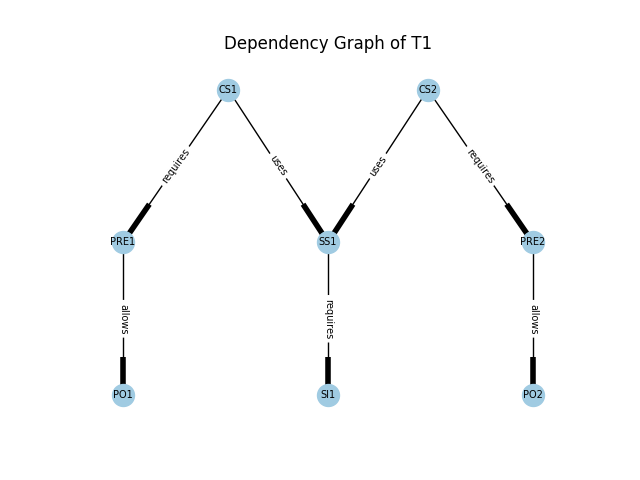 Dependency Graph of T1
CS1
CS2
requires
uses
uses
requires
PRE1
SS1
PRE2
allows
requires
allows
PO1
SI1
PO2